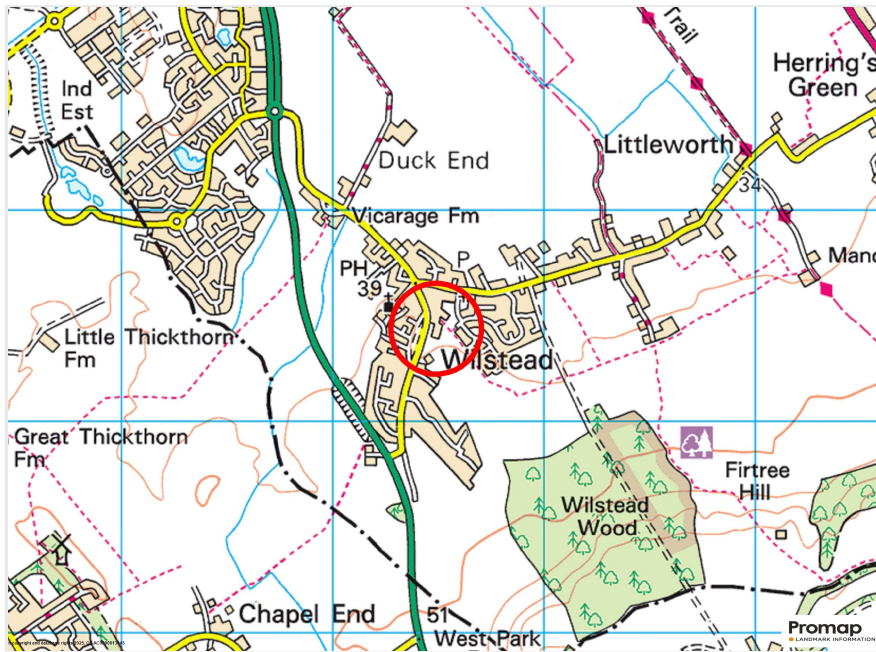 Trail
Herring's
Green
Ind
Est
Littleworth
Duck End
34
Vicarage Fm
PH
P
39
Little Thickthorn
Fm
Wilstead
Great Thickthorn
Fm
Firtree
Hill
Wilstead
Wood
Chapel End
51
West Park
Promap
LANDMARK INFORMATION